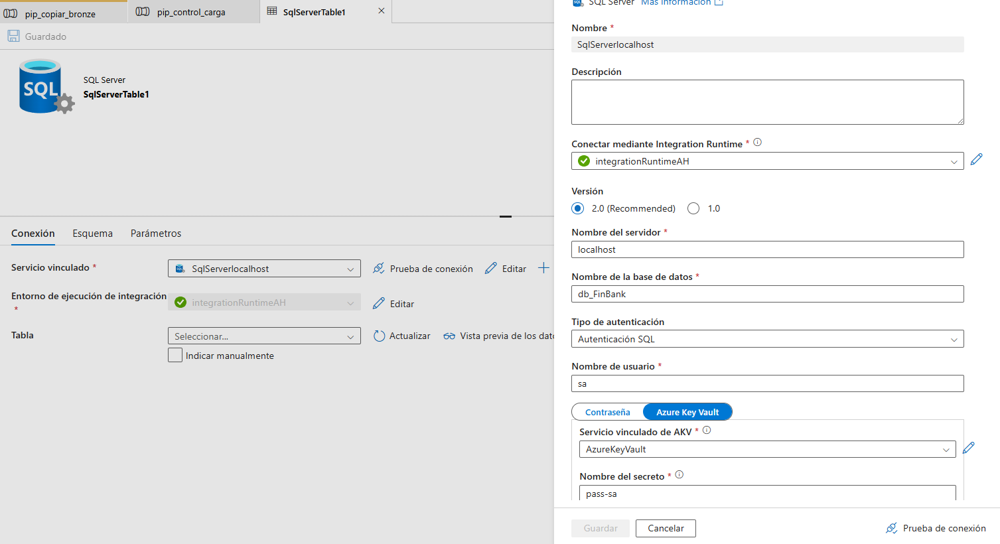 pip_copiar_bronze
pip_control_carga
SqlServerTable1
Guardado
SQL
SQL Server
SqlServerTable1
Conexión
Esquema
Parámetros
Servicio vinculado *
SqlServerlocalhost
Prueba de conexión
Editar
Entorno de ejecución de integración
*
integrationRuntimeAH
Editar
Tabla
Seleccionar...
Actualizar
Vista previa de los dato
Indicar manualmente
SQL Server
Más información
Nombre *
SqlServerlocalhost
Descripción
Conectar mediante Integration Runtime *
integrationRuntimeAH
Versión
2.0 (Recommended)
1.0
Nombre del servidor *
localhost
Nombre de la base de datos *
db_FinBank
Tipo de autenticación
Autenticación SQL
Nombre de usuario *
sa
Contraseña
Azure Key Vault
Servicio vinculado de AKV *
AzureKeyVault
Nombre del secreto *
pass-sa
Guardar
Cancelar
Prueba de conexión